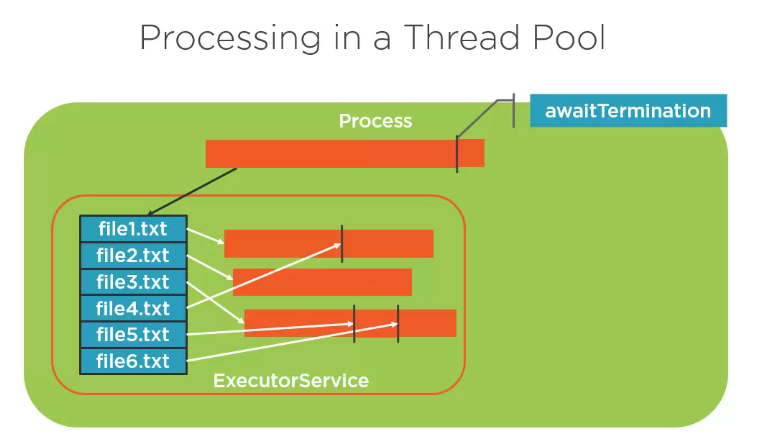 Processing in a Thread Pool
awaitTermination
Process
file1.txt
file2.txt
file3.txt
file4.txt
file5.txt
file6.txt
ExecutorService